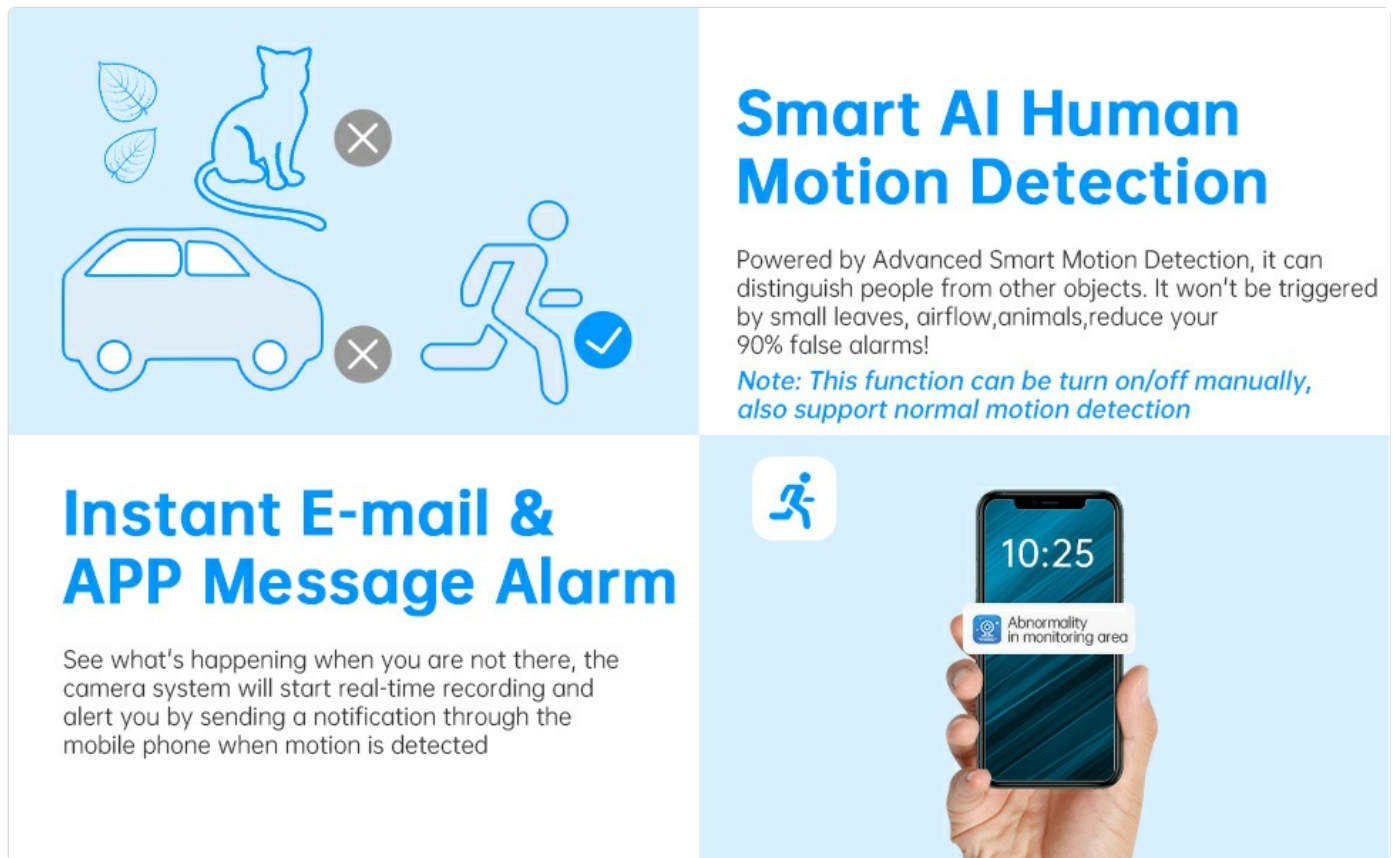 Smart AI Human
Motion Detection
Powered by Advanced Smart Motion Detection, it can
distinguish people from other objects. It won't be triggered
by small leaves, airflow,animals,reduce your
90% false alarms!
Note: This function can be turn on/off manually,
also support normal motion detection
Instant E-mail &
APP Message Alarm
See what's happening when you are not there, the
camera system will start real-time recording and
alert you by sending a notification through the
mobile phone when motion is detected
10:25
Abnormality
in monitoring area